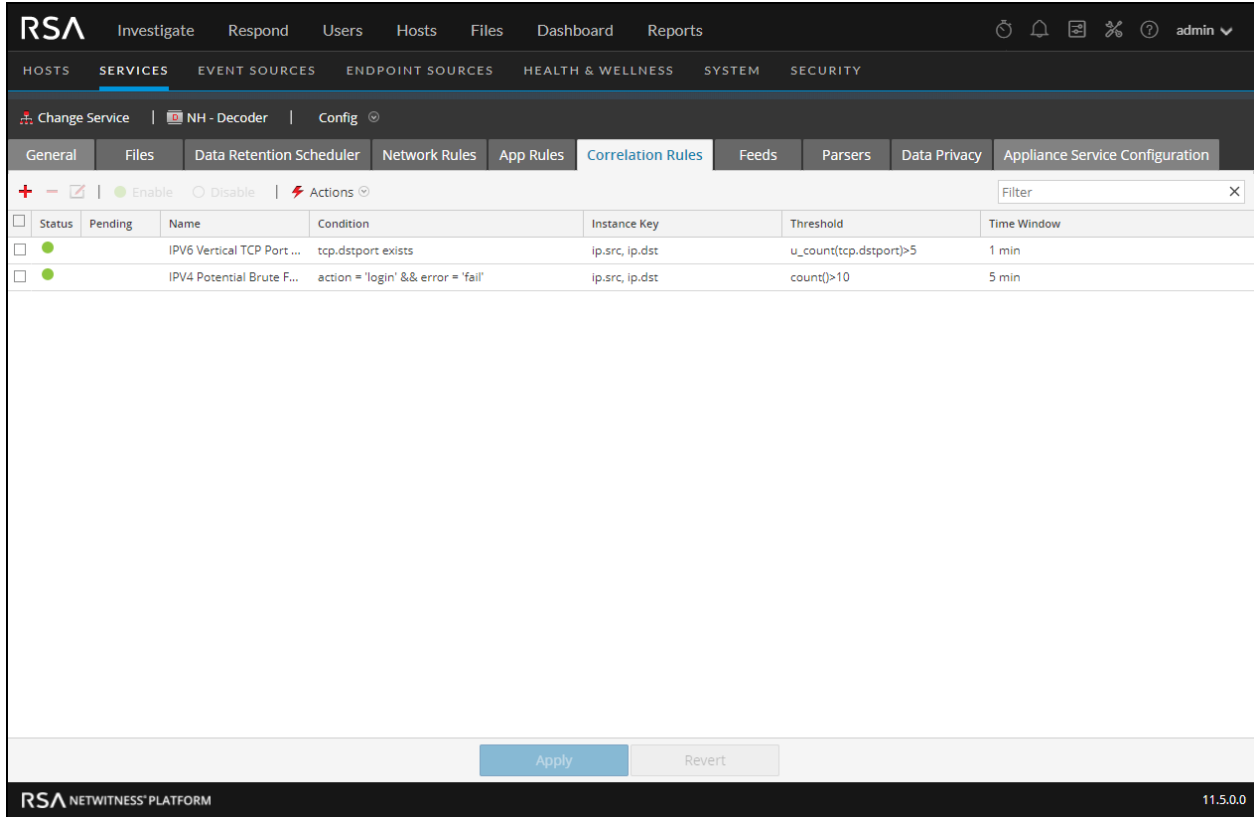 RSA Investigate Respond Users Hosts Files Dashboard Reports admin
HOSTS SERVICES EVENT SOURCES ENDPOINT SOURCES HEALTH & WELLNESS SYSTEM SECURITY
Change Service | D NH - Decoder | Config
General Files Data Retention Scheduler Network Rules App Rules Correlation Rules Feeds Parsers Data Privacy Appliance Service Configuration
Enable Disable | Actions Filter
Status Pending Name Condition Instance Key Threshold Time Window
IPV6 Vertical TCP Port ... tcp.dstport exists ip.src, ip.dst u_count(tcp.dstport)>5 1 min
IPV4 Potential Brute F... action = 'login' && error = 'fail' ip.src, ip.dst count()>10 5 min
Apply Revert
RSA NETWITNESS® PLATFORM 11.5.0.0